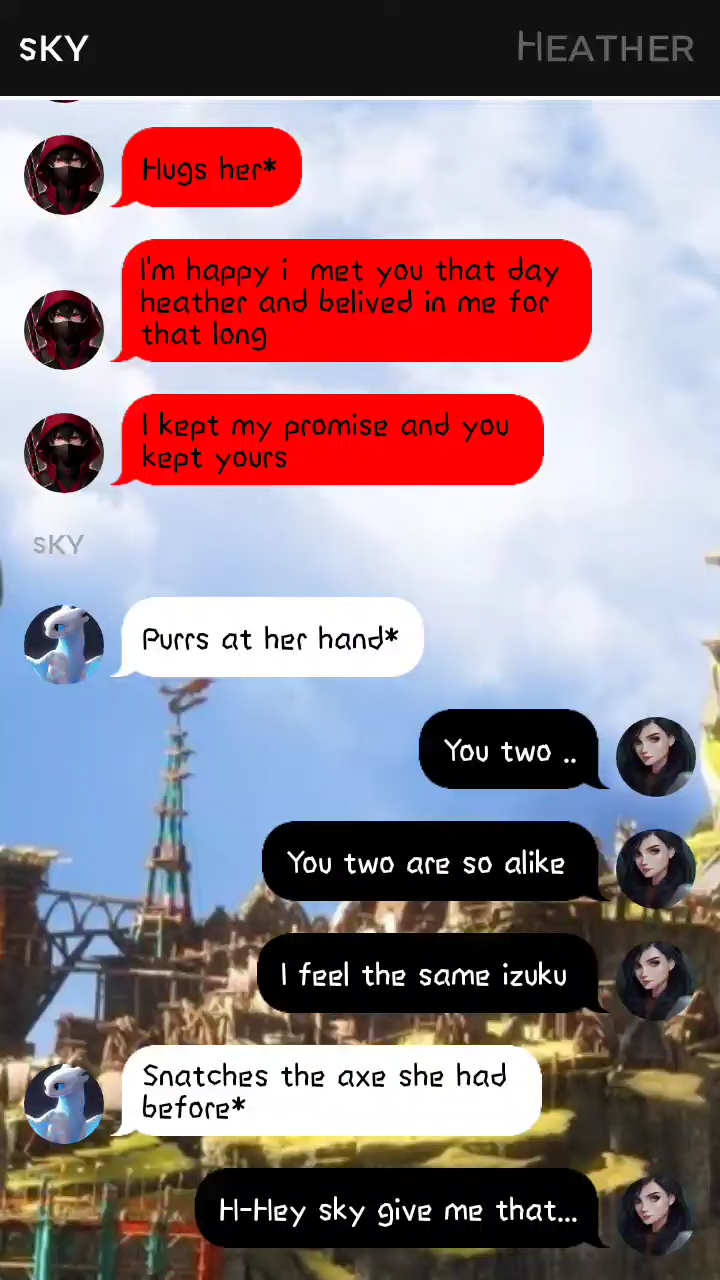 sKY
HEATHER
Hugs her*
I'm happy i  met you that day
heather and belived in me for
that long
I kept my promise and you
kept yours
sKY
Purrs at her hand*
You two ..
You two are so alike
I feel the same izuku
Snatches the axe she had
before*
H-Hey sky give me that...